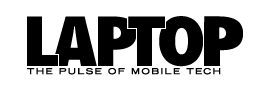 LAPTOP
THE PULSE OF MOBILE TECH